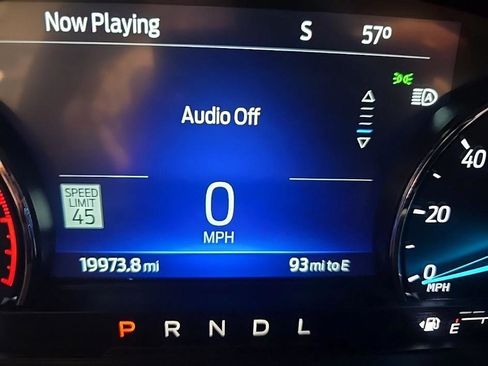 Now Playing S 57º
Audio Off
A
SPEED
LIMIT
45
0
MPH
40
20
0
MPH
19973.8 mi 93 mi to E
P R N D L
E